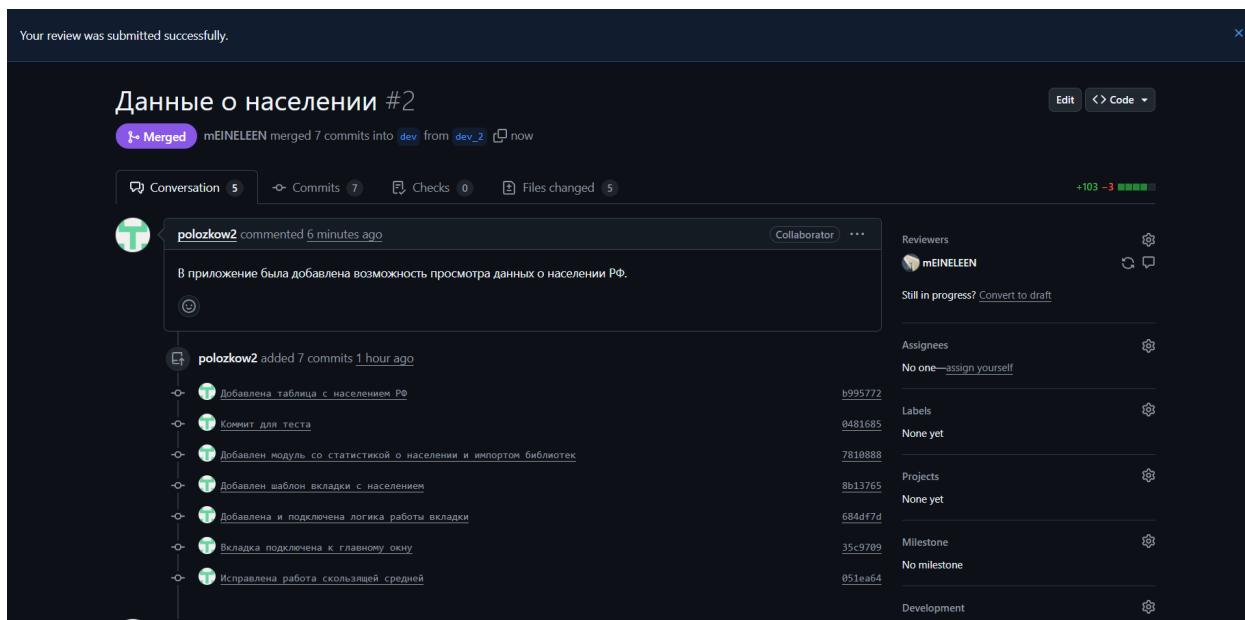 Your review was submitted successfully.
Данные о населении #2
Edit
Code
Merged mEINELEEN merged 7 commits into dev from dev_2 now
Conversation 5
Commits 7
Checks 0
Files changed 5
+103 −3
polozkow2 commented 6 minutes ago
Collaborator
В приложение была добавлена возможность просмотра данных о населении РФ.
polozkow2 added 7 commits 1 hour ago
Добавлена таблица с населением РФ b995772
Коммит для теста 0481685
Добавлен модуль со статистикой о населении и импортом библиотек 7810888
Добавлен шаблон вкладки с населением 8b13765
Добавлена и подключена логика работы вкладки 684df7d
Вкладка подключена к главному окну 35c9709
Исправлена работа скользящей средней 051ea64
Reviewers
mEINELEEN
Still in progress? Convert to draft
Assignees
No one—assign yourself
Labels
None yet
Projects
None yet
Milestone
No milestone
Development